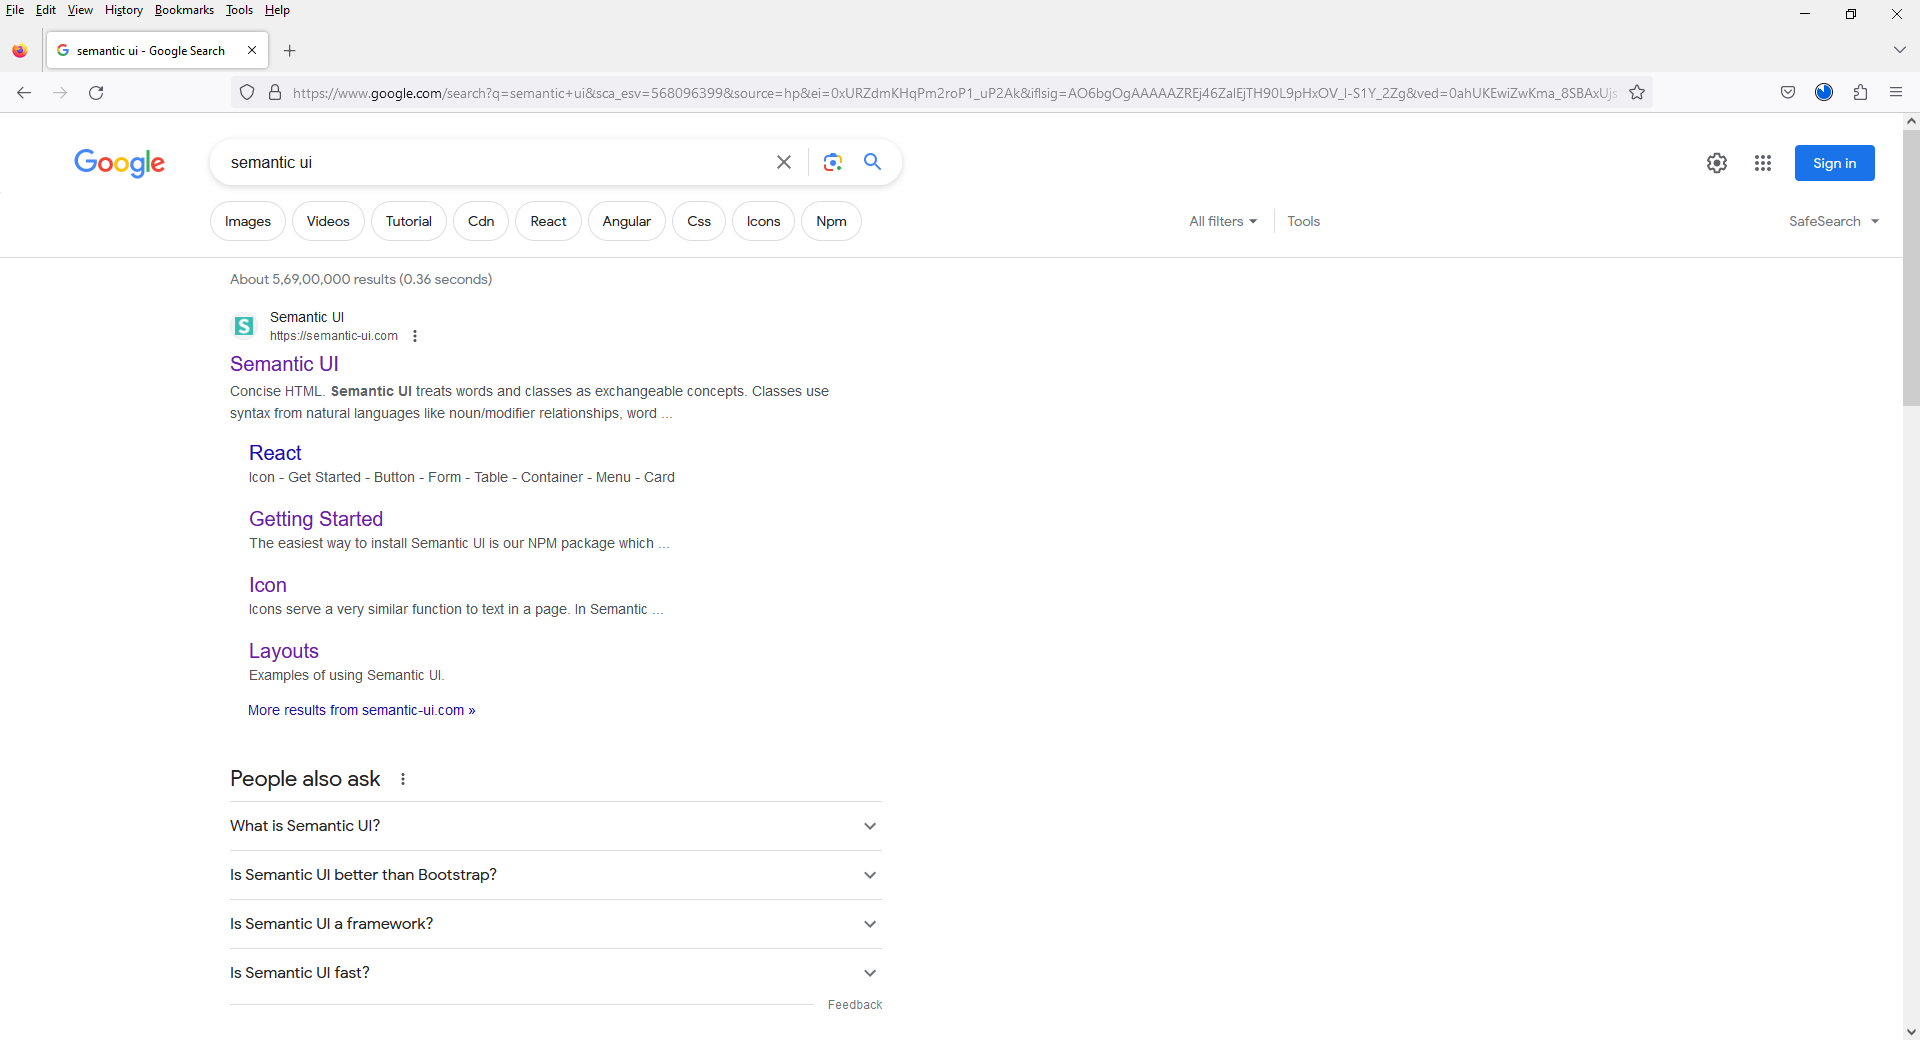 File Edit View History Bookmarks Tools Help
semantic ui - Google Search
https://www.google.com/search?q=semantic+ui&sca_esv=568096399&source=hp&ei=0xURZdmKHqPm2roP1_uP2Ak&iflsig=AO6bgOgAAAAAZREj46ZalEjTH90L9pHxOV_I-S1Y_2Zg&ved=0ahUKEwiZwKma_8SBAxUjs
Google
semantic ui
Sign in
Images Videos Tutorial Cdn React Angular Css Icons Npm All filters Tools SafeSearch
About 5,69,00,000 results (0.36 seconds)
S
Semantic UI
https://semantic-ui.com
Semantic UI
Concise HTML. Semantic UI treats words and classes as exchangeable concepts. Classes use
syntax from natural languages like noun/modifier relationships, word ...
React
Icon - Get Started - Button - Form - Table - Container - Menu - Card
Getting Started
The easiest way to install Semantic UI is our NPM package which ...
Icon
Icons serve a very similar function to text in a page. In Semantic ...
Layouts
Examples of using Semantic UI.
More results from semantic-ui.com »
People also ask
What is Semantic UI?
Is Semantic UI better than Bootstrap?
Is Semantic UI a framework?
Is Semantic UI fast?
Feedback